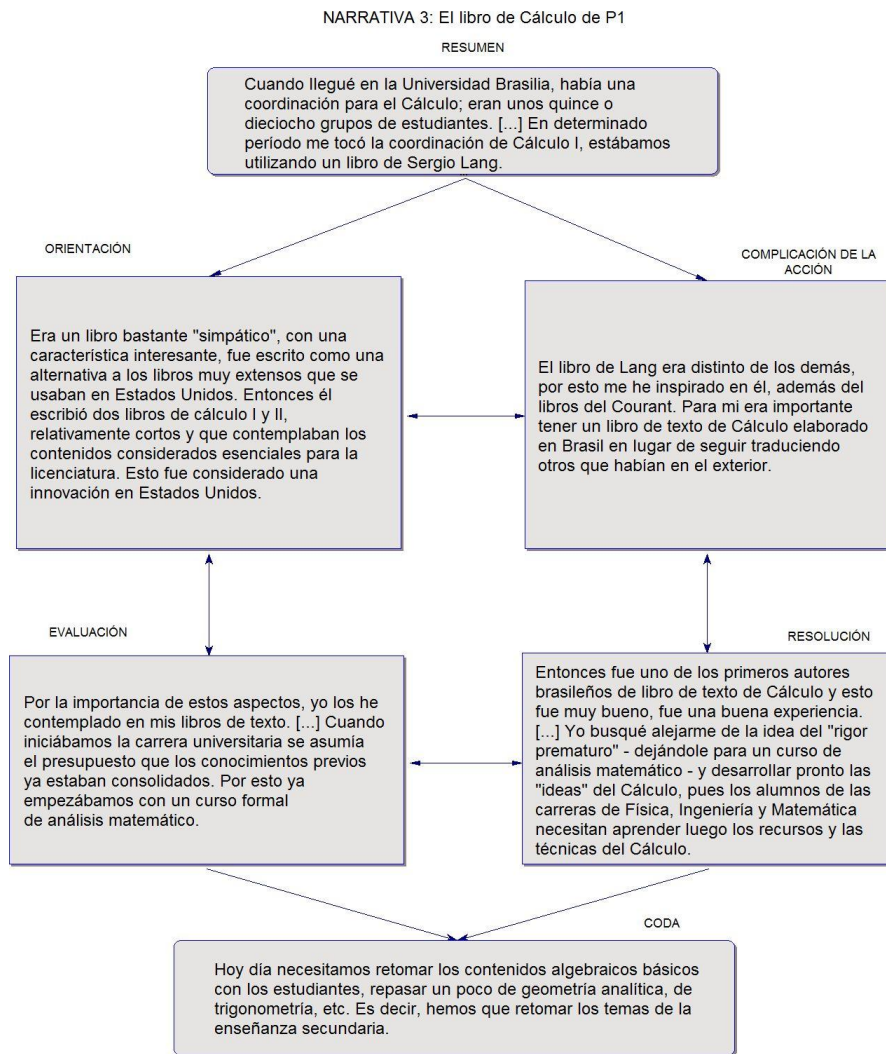 NARRATIVA 3: El libro de Cálculo de P1
RESUMEN
Cuando llegué en la Universidad Brasilia, había una
coordinación para el Cálculo; eran unos quince o
dieciocho grupos de estudiantes. [...] En determinado
período me tocó la coordinación de Cálculo I, estábamos
utilizando un libro de Sergio Lang.
ORIENTACIÓN
Era un libro bastante "simpático", con una
característica interesante, fue escrito como una
alternativa a los libros muy extensos que se
usaban en Estados Unidos. Entonces él
escribió dos libros de cálculo I y II,
relativamente cortos y que contemplaban los
contenidos considerados esenciales para la
licenciatura. Esto fue considerado una
innovación en Estados Unidos.
COMPLICACIÓN DE LA
ACCIÓN
El libro de Lang era distinto de los demás,
por esto me he inspirado en él, además del
libros del Courant. Para mi era importante
tener un libro de texto de Cálculo elaborado
en Brasil en lugar de seguir traduciendo
otros que habían en el exterior.
EVALUACIÓN
Por la importancia de estos aspectos, yo los he
contemplado en mis libros de texto. [...] Cuando
iniciábamos la carrera universitaria se asumía
el presupuesto que los conocimientos previos
ya estaban consolidados. Por esto ya
empezábamos con un curso formal
de análisis matemático.
RESOLUCIÓN
Entonces fue uno de los primeros autores
brasileños de libro de texto de Cálculo y esto
fue muy bueno, fue una buena experiencia.
[...] Yo busqué alejarme de la idea del "rigor
prematuro" - dejándole para un curso de
análisis matemático - y desarrollar pronto las
"ideas" del Cálculo, pues los alumnos de las
carreras de Física, Ingeniería y Matemática
necesitan aprender luego los recursos y las
técnicas del Cálculo.
CODA
Hoy día necesitamos retomar los contenidos algebraicos básicos
con los estudiantes, repasar un poco de geometría analítica, de
trigonometría, etc. Es decir, hemos que retomar los temas de la
enseñanza secundaria.